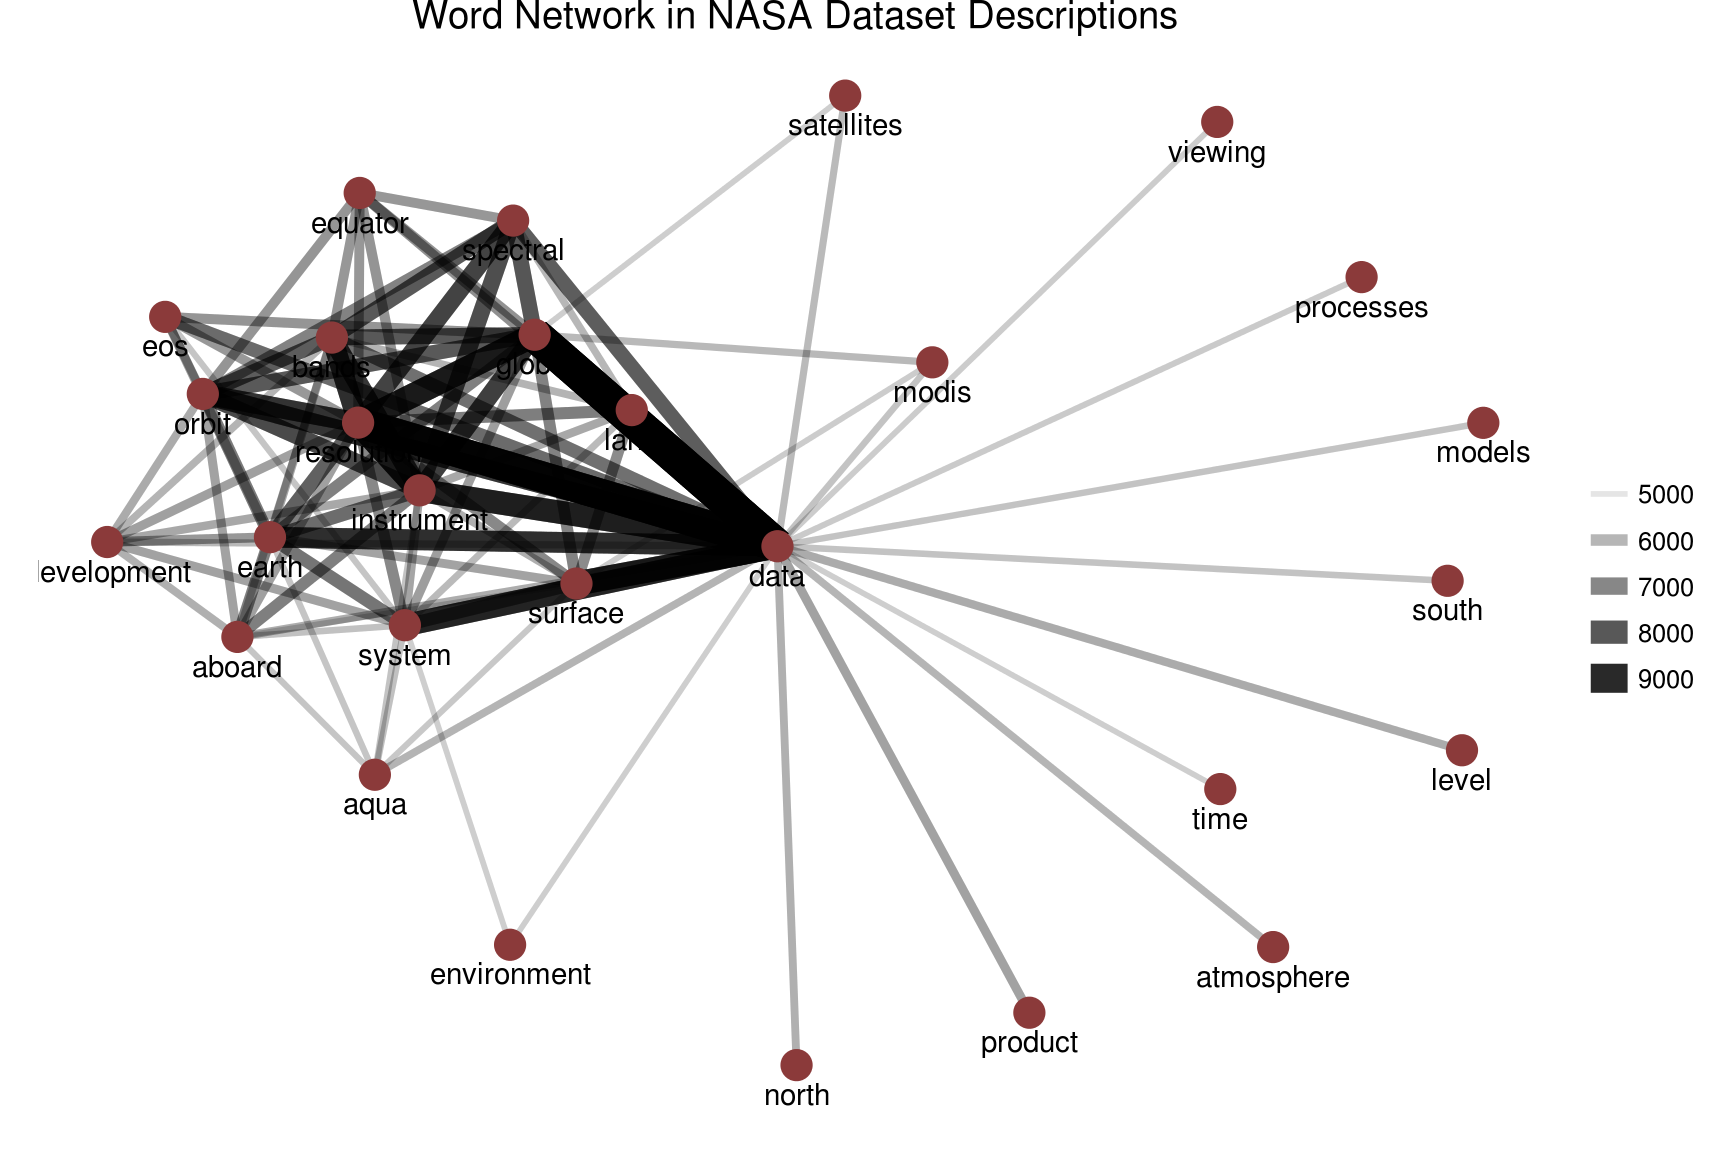 Word Network in NASA Dataset Descriptions
satellites
viewing
equator
spectral
processes
eos
bands
glob
modis
orbit
lan
models
resolution
5000
instrument
6000
earth
data
7000
evelopment
surface
south
8000
system
aboard
9000
level
aqua
time
environment
atmosphere
product
north